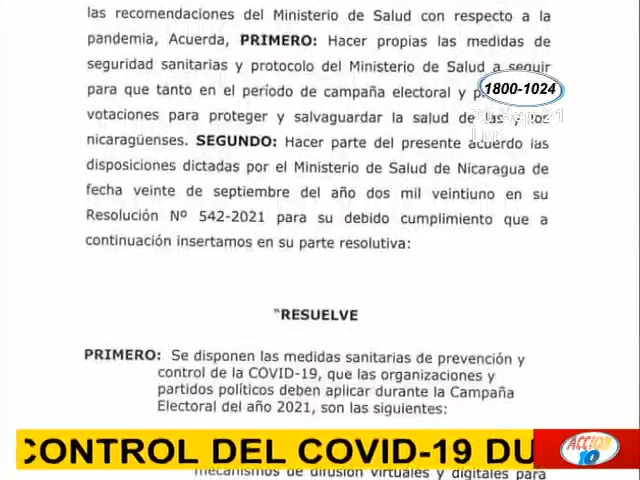 las recomendaciones del Ministerio de Salud con respecto a la
pandemia, Acuerda, PRIMERO: Hacer propias las medidas de
seguridad sanitarias y protocolo del Ministerio de Salud a seguir
para que tanto en el período de campaña electoral y
1800-1024
votaciones para proteger y salvaguardar la salud de las y los
nicaragüenses. SEGUNDO: Hacer parte del presente acuerdo las
disposiciones dictadas por el Ministerio de Salud de Nicaragua de
fecha veinte de septiembre del año dos mil veintiuno en su
Resolución Nº 542-2021 para su debido cumplimiento que a
continuación insertamos en su parte resolutiva:
"RESUELVE
PRIMERO: Se disponen las medidas sanitarias de prevención y
control de la COVID-19, que las organizaciones y
partidos políticos deben aplicar durante la Campaña
Electoral del año 2021, son las siguientes:
CONTROL DEL COVID-19 DU
ACCION
10
mecanismos de difusión virtuales y digitales para